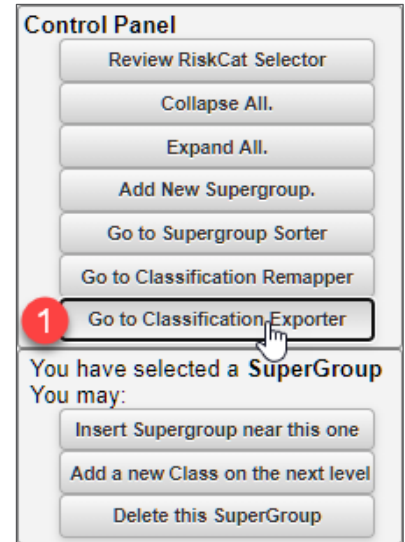 Control Panel
Review RiskCat Selector
Collapse All.
Expand All.
Add New Supergroup.
Go to Supergroup Sorter
Go to Classification Remapper
1 Go to Classification Exporter
You have selected a SuperGroup
You may:
Insert Supergroup near this one
Add a new Class on the next level
Delete this SuperGroup